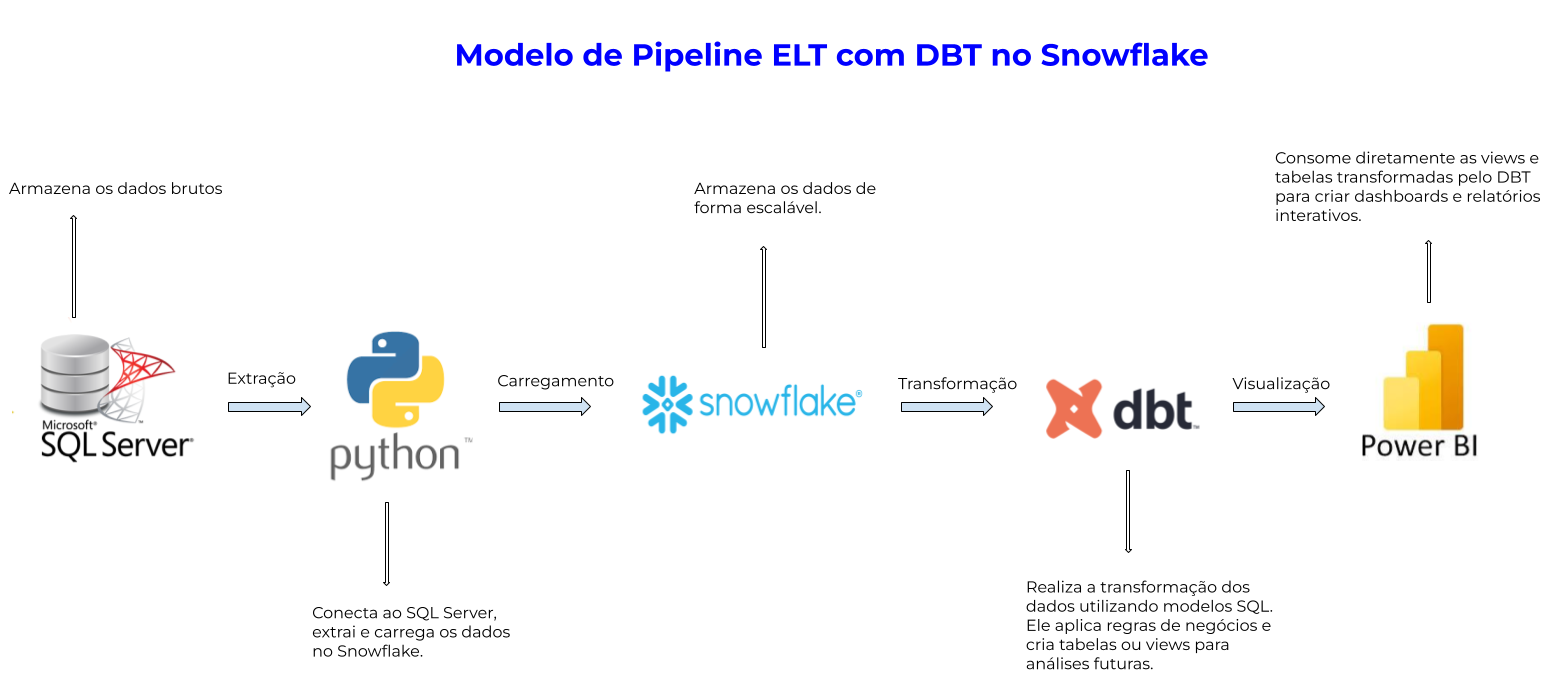 Modelo de Pipeline ELT com DBT no Snowflake
Armazena os dados brutos
Armazena os dados de
forma escalável.
Consome diretamente as views e
tabelas transformadas pelo DBT
para criar dashboards e relatórios
interativos.
Microsoft®
SQL Server®
Extração
python™
Carregamento
snowflake®
Transformação
dbt™
Visualização
Power BI
Conecta ao SQL Server,
extrai e carrega os dados
no Snowflake.
Realiza a transformação dos
dados utilizando modelos SQL.
Ele aplica regras de negócios e
cria tabelas ou views para
análises futuras.